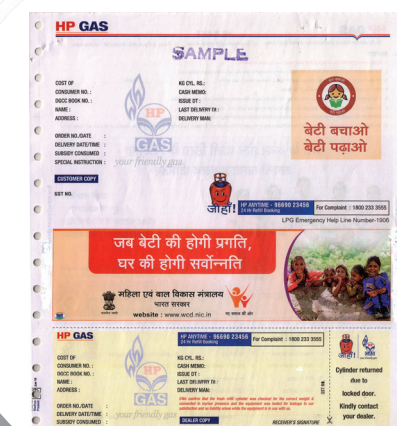 HP GAS
SAMPLE
COST OF
CONSUMER NO. :
DGCC BOOK NO. :
NAME :
ADDRESS :
KG CYL. RS.:
CASH MEMO:
ISSUE DT :
LAST DELIVERY Dt :
DELIVERY MAN:
HP
GAS
your friendly gas
ORDER NO./DATE :
DELIVERY DATE/TIME :
SUBSIDY CONSUMED :
SPECIAL INSTRUCTION :
बेटी बचाओ
बेटी पढ़ाओ
CUSTOMER COPY
GST NO.
जीहाँ!
HP ANYTIME - 96690 23456
24 Hr Refill Booking
For Complaint : 1800 233 3555
LPG Emergency Help Line Number-1906
जब बेटी की होगी प्रगति,
घर की होगी सर्वोन्नति
महिला एवं बाल विकास मंत्रालय
भारत सरकार
website : www.wcd.nic.in
HP GAS
HP ANYTIME - 96690 23456
24 Hr Refill Booking
For Complaint : 1800 233 3555
जीहाँ!
COST OF
CONSUMER NO. :
DGCC BOOK NO. :
NAME :
ADDRESS :
KG CYL. RS.:
CASH MEMO:
ISSUE DT :
LAST DELIVRY Dt :
DELIVERY MAN:
HP
GAS
your friendly gas
ORDER NO./DATE :
DELIVERY DATE/TIME :
SUBSIDY CONSUMED :
DEALER COPY
RECEIVER'S SIGNATURE
Cylinder returned
due to
locked door.
Kindly contact
your dealer.